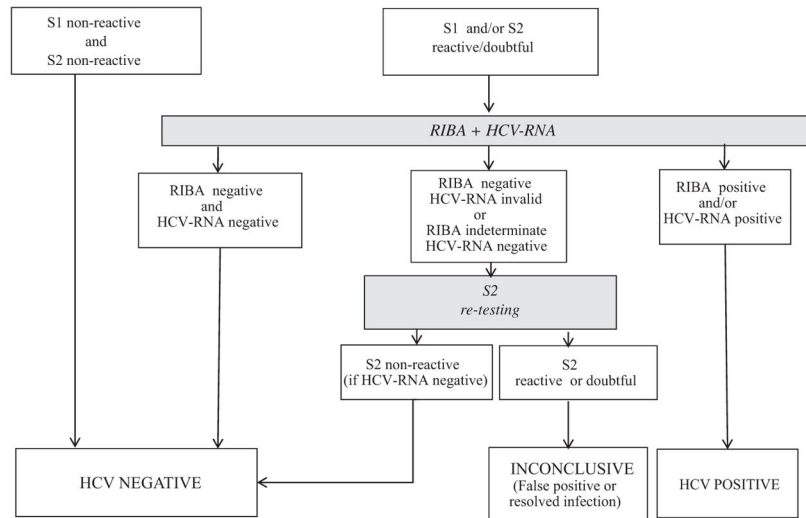 S1 non-reactive
and
S2 non-reactive
S1 and/or S2
reactive/doubtful
RIBA + HCV-RNA
RIBA negative
and
HCV-RNA negative
RIBA negative
HCV-RNA invalid
or
RIBA indeterminate
HCV-RNA negative
RIBA positive
and/or
HCV-RNA positive
S2
re-testing
S2 non-reactive
(if HCV-RNA negative)
S2
reactive or doubtful
HCV NEGATIVE
INCONCLUSIVE
(False positive or
resolved infection)
HCV POSITIVE